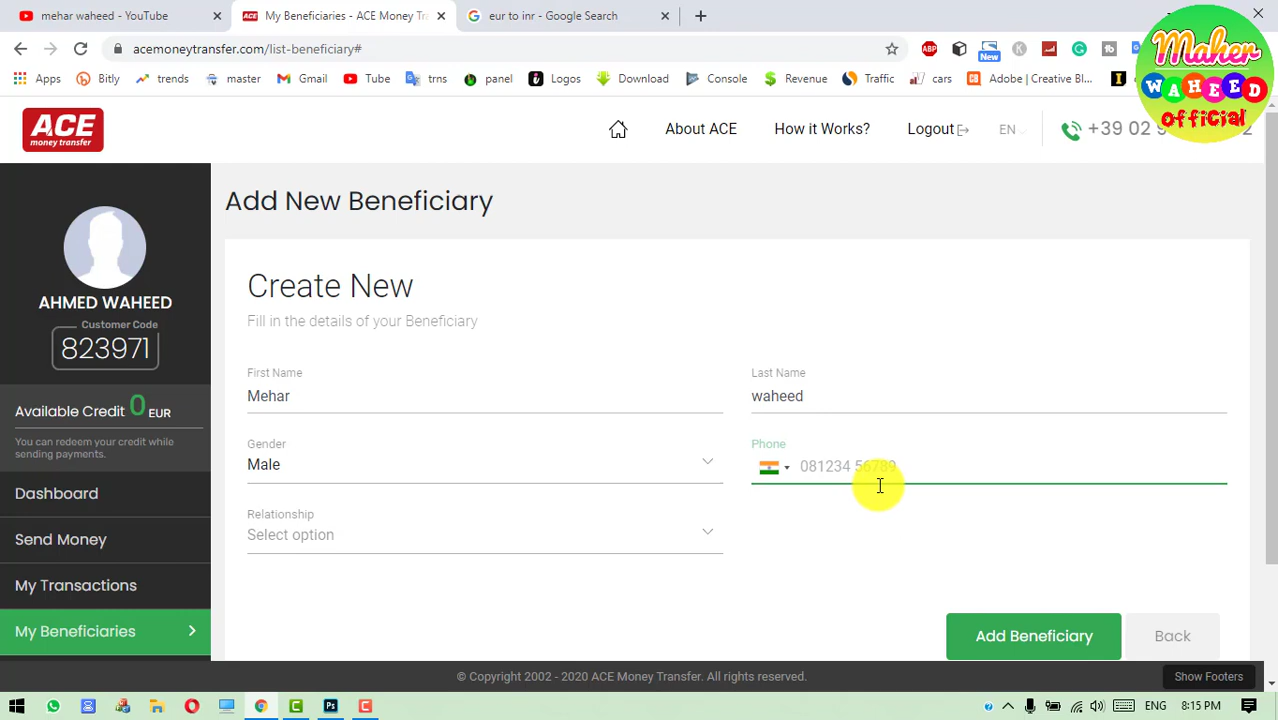 mehar waheed - YouTube
My Beneficiaries - ACE Money Tra
eur to inr - Google Search
acemoneytransfer.com/list-beneficiary#
ABP
New
Apps
Bitly
trends
master
Gmail
Tube
trns
panel
Logos
Download
Console
Revenue
Traffic
cars
Adobe | Creative Bl...
Maher
WAHEED
official
ACE
money transfer
About ACE
How it Works?
Logout
EN
+39 02 9
2
AHMED WAHEED
Customer Code
823971
Available Credit 0 EUR
You can redeem your credit while
sending payments.
Dashboard
Send Money
My Transactions
My Beneficiaries
Add New Beneficiary
Create New
Fill in the details of your Beneficiary
First Name
Mehar
Last Name
waheed
Gender
Male
Phone
081234 56789
Relationship
Select option
Add Beneficiary
Back
© Copyright 2002 - 2020 ACE Money Transfer. All rights reserved.
Show Footers
ENG
8:15 PM